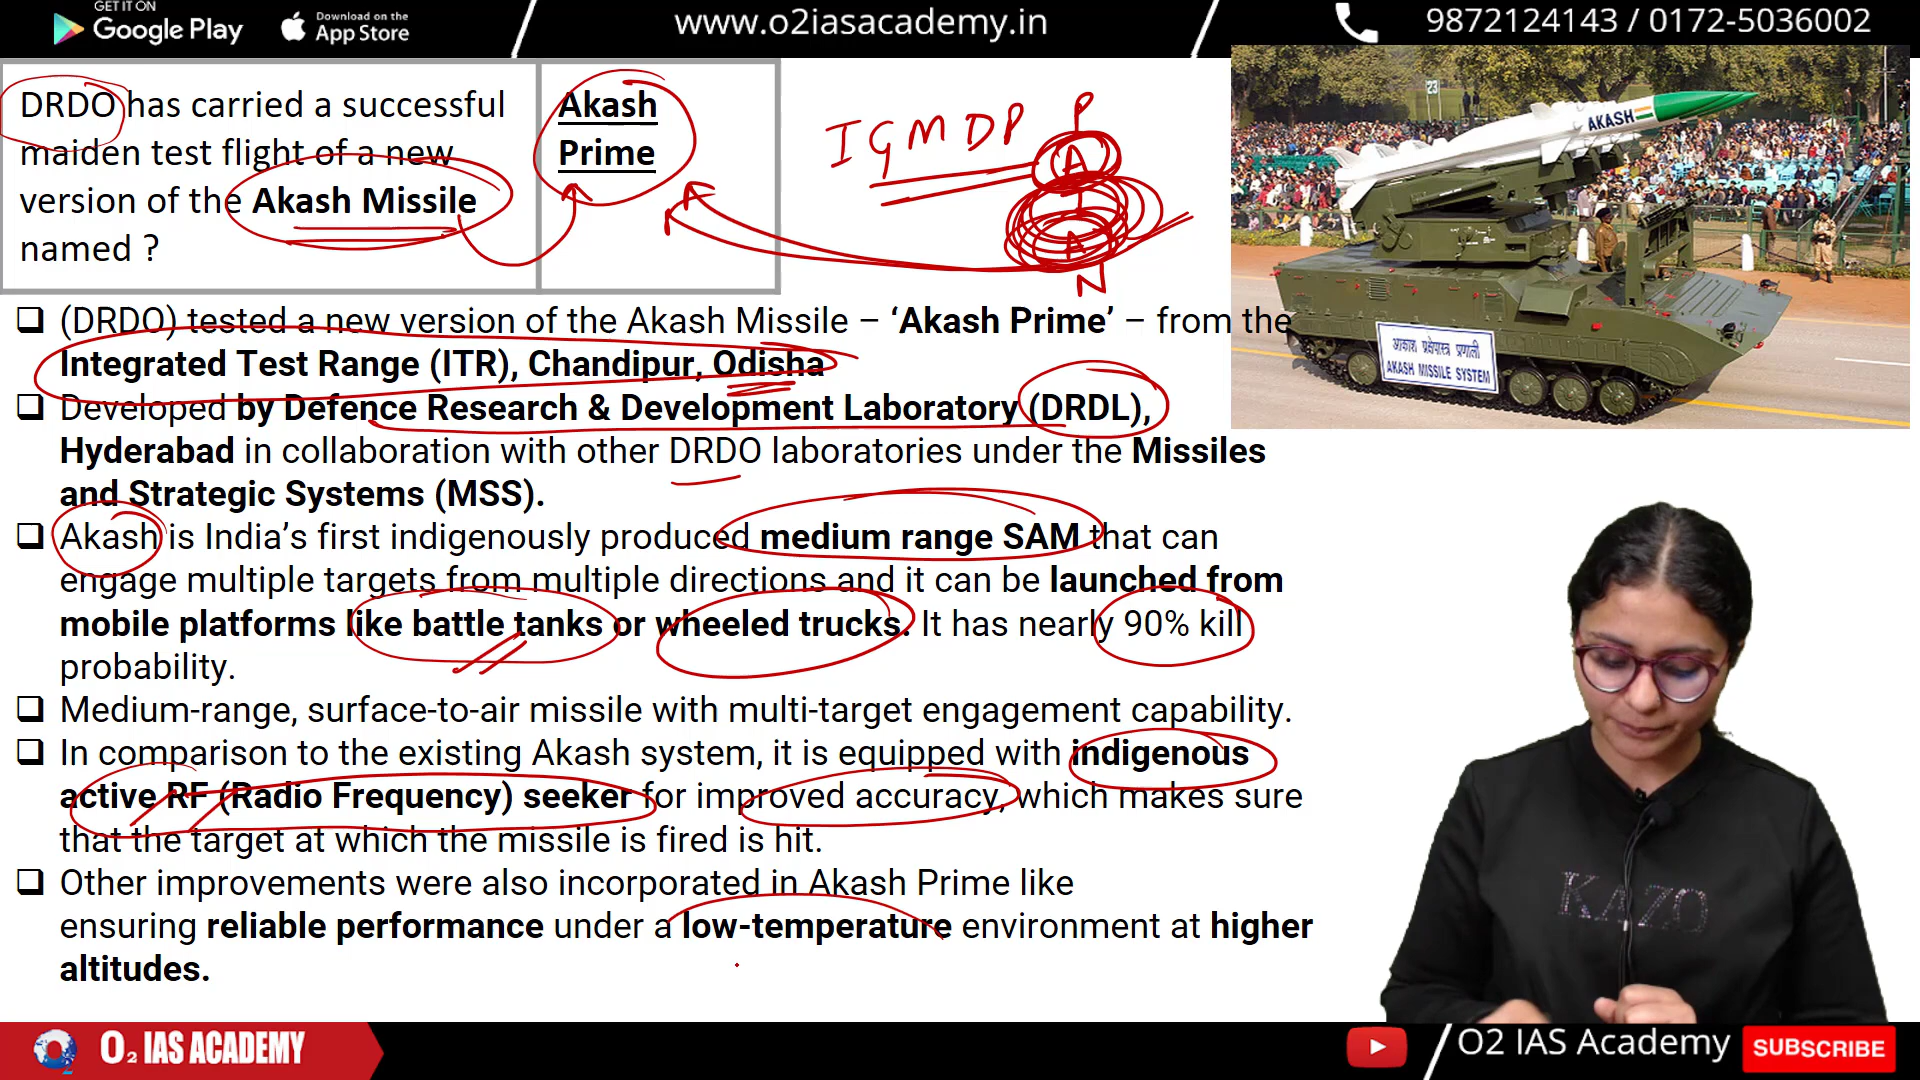 GET IT ON
Google Play
Download on the
App Store
www.o2iasacademy.in
9872124143 / 0172-5036002
DRDO has carried a successful
maiden test flight of a new
version of the Akash Missile
named ?
Akash
Prime
IGMDP
P
A
T
A
N
23
AKASH
आकाश प्रक्षेपास्त्र प्रणाली
AKASH MISSILE SYSTEM
❑ (DRDO) tested a new version of the Akash Missile – ‘Akash Prime’ – from the
Integrated Test Range (ITR), Chandipur, Odisha
❑ Developed by Defence Research & Development Laboratory (DRDL),
Hyderabad in collaboration with other DRDO laboratories under the Missiles
and Strategic Systems (MSS).
❑ Akash is India’s first indigenously produced medium range SAM that can
engage multiple targets from multiple directions and it can be launched from
mobile platforms like battle tanks or wheeled trucks. It has nearly 90% kill
probability.
❑ Medium-range, surface-to-air missile with multi-target engagement capability.
❑ In comparison to the existing Akash system, it is equipped with indigenous
active RF (Radio Frequency) seeker for improved accuracy, which makes sure
that the target at which the missile is fired is hit.
❑ Other improvements were also incorporated in Akash Prime like
ensuring reliable performance under a low-temperature environment at higher
altitudes.
KAZO
O2 IAS ACADEMY
O2 IAS Academy
SUBSCRIBE